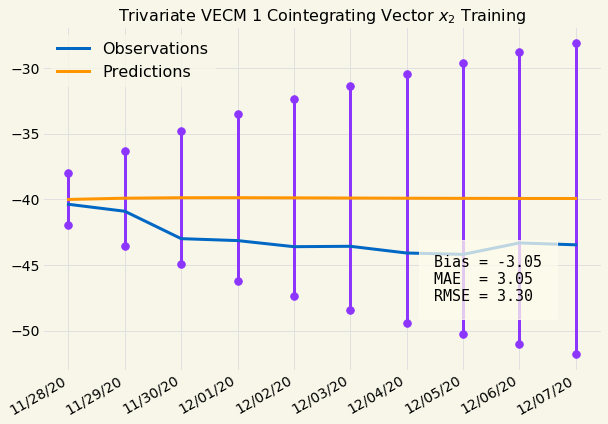 Trivariate VECM 1 Cointegrating Vector x₂ Training
Observations
Predictions
−30
−35
−40
−45
−50
Bias = -3.05
MAE  = 3.05
RMSE = 3.30
11/28/20
11/29/20
11/30/20
12/01/20
12/02/20
12/03/20
12/04/20
12/05/20
12/06/20
12/07/20